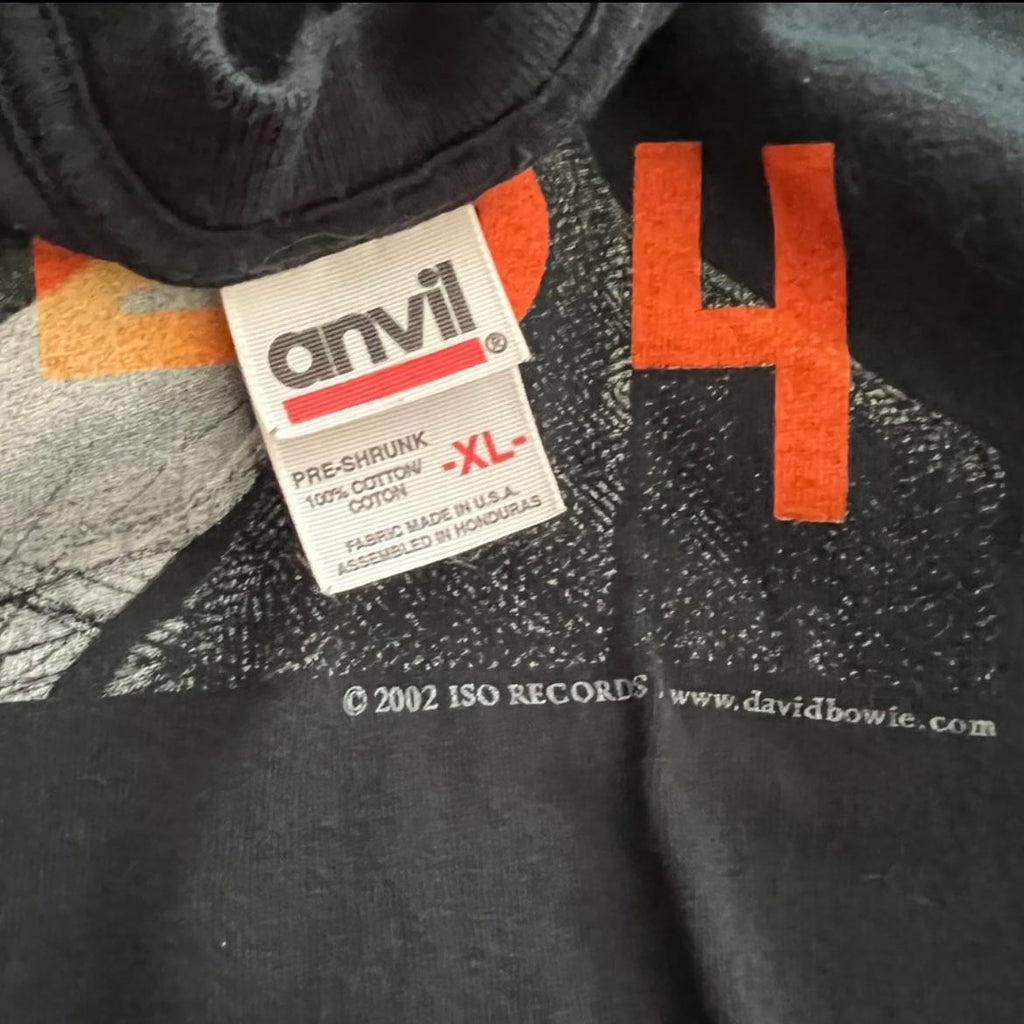 4
anvil®
PRE-SHRUNK
100% COTTON/
COTON
-XL-
FABRIC MADE IN U.S.A.
ASSEMBLED IN HONDURAS
© 2002 ISO RECORDS · www.davidbowie.com